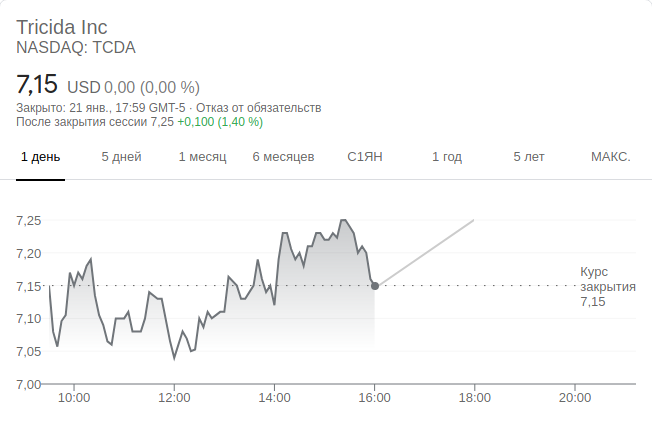 Tricida Inc
NASDAQ: TCDA
7,15 USD 0,00 (0,00 %)
Закрыто: 21 янв., 17:59 GMT-5 · Отказ от обязательств
После закрытия сессии 7,25 +0,100 (1,40 %)
1 день 5 дней 1 месяц 6 месяцев С1ЯН 1 год 5 лет МАКС.
7,25
7,20
7,15
7,10
7,05
7,00
Курс
закрытия
7,15
10:00 12:00 14:00 16:00 18:00 20:00